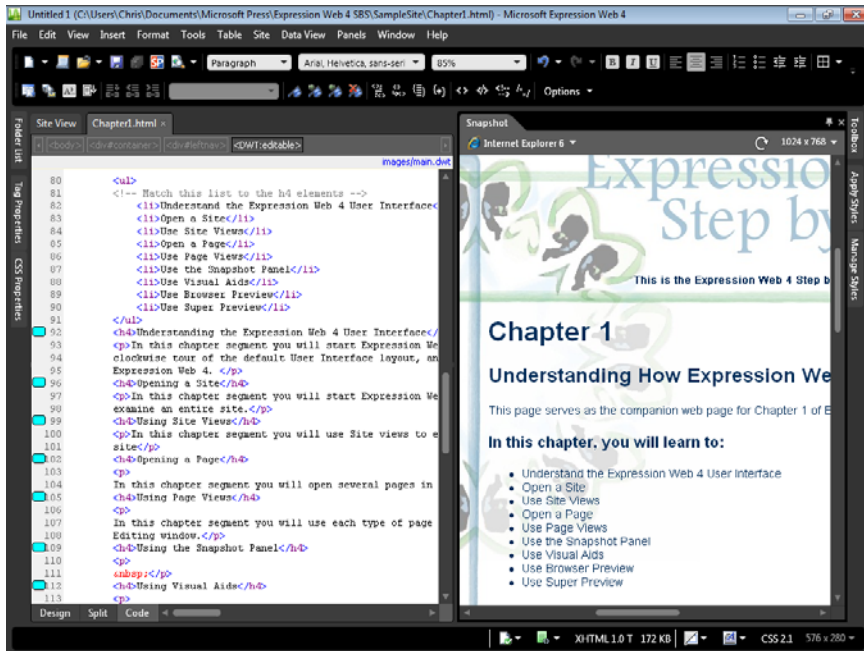 Untitled 1 (C:\Users\Chris\Documents\Microsoft Press\Expression Web 4 SBS\SampleSite\Chapter1.html) - Microsoft Expression Web 4
File Edit View Insert Format Tools Table Site Data View Panels Window Help
Paragraph Arial, Helvetica, sans-seri 85% B I U
Options
Folder List
Tag Properties
CSS Properties
Site View Chapter1.html ×
<body> <div#container> <div#leftnav> <DWT:editable>
images/main.dwt
80 <ul>
81 <!-- Match this list to the h4 elements -->
82 <li>Understand the Expression Web 4 User Interface<
83 <li>Open a Site</li>
84 <li>Use Site Views</li>
85 <li>Open a Page</li>
86 <li>Use Page Views</li>
87 <li>Use the Snapshot Panel</li>
88 <li>Use Visual Aids</li>
89 <li>Use Browser Preview</li>
90 <li>Use Super Preview</li>
91 </ul>
92 <h4>Understanding the Expression Web 4 User Interface</
93 <p>In this chapter segment you will start Expression We
94 clockwise tour of the default User Interface layout, an
95 Expression Web 4. </p>
96 <h4>Opening a Site</h4>
97 <p>In this chapter segment you will start Expression We
98 examine an entire site.</p>
99 <h4>Using Site Views</h4>
100 <p>In this chapter segment you will use Site views to e
101 site</p>
102 <h4>Opening a Page</h4>
103 <p>
104 In this chapter segment you will open several pages in
105 <h4>Using Page Views</h4>
106 <p>
107 In this chapter segment you will use each type of page
108 Editing window.</p>
109 <h4>Using the Snapshot Panel</h4>
110 <p>
111 &nbsp;</p>
112 <h4>Using Visual Aids</h4>
113 <p>
Design Split Code
Snapshot
Internet Explorer 6 1024 x 768
Expressio
Step by
This is the Expression Web 4 Step b
Chapter 1
Understanding How Expression We
This page serves as the companion web page for Chapter 1 of E
In this chapter, you will learn to:
Understand the Expression Web 4 User Interface
Open a Site
Use Site Views
Open a Page
Use Page Views
Use the Snapshot Panel
Use Visual Aids
Use Browser Preview
Use Super Preview
Toolbox
Apply Styles
Manage Styles
XHTML 1.0 T 172 KB CSS 2.1 576 x 280